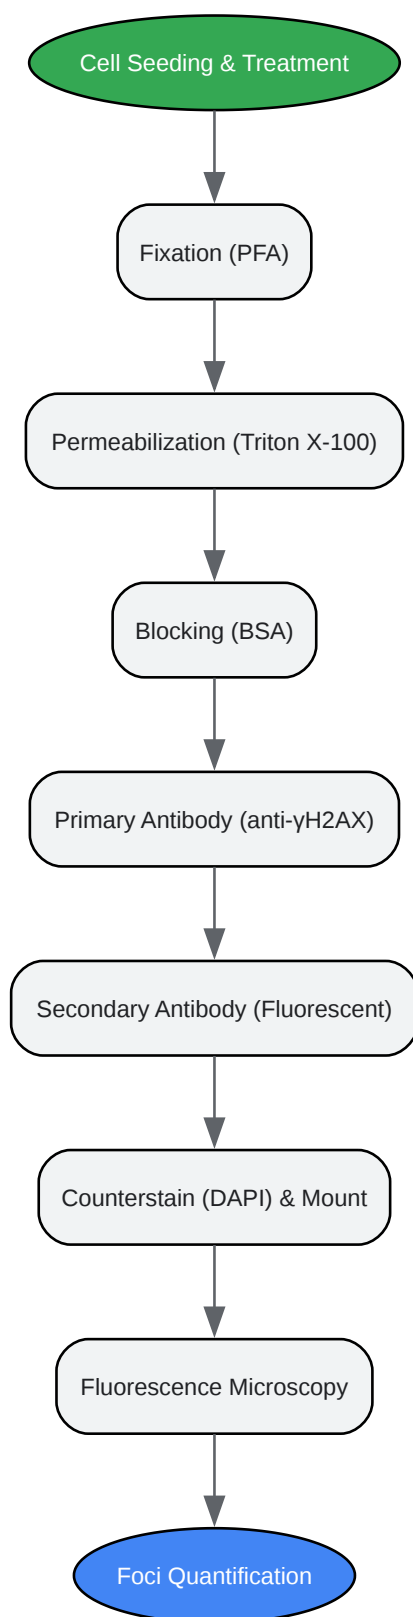 Cell Seeding & Treatment
Fixation (PFA)
Permeabilization (Triton X-100)
Blocking (BSA)
Primary Antibody (anti-γH2AX)
Secondary Antibody (Fluorescent)
Counterstain (DAPI) & Mount
Fluorescence Microscopy
Foci Quantification